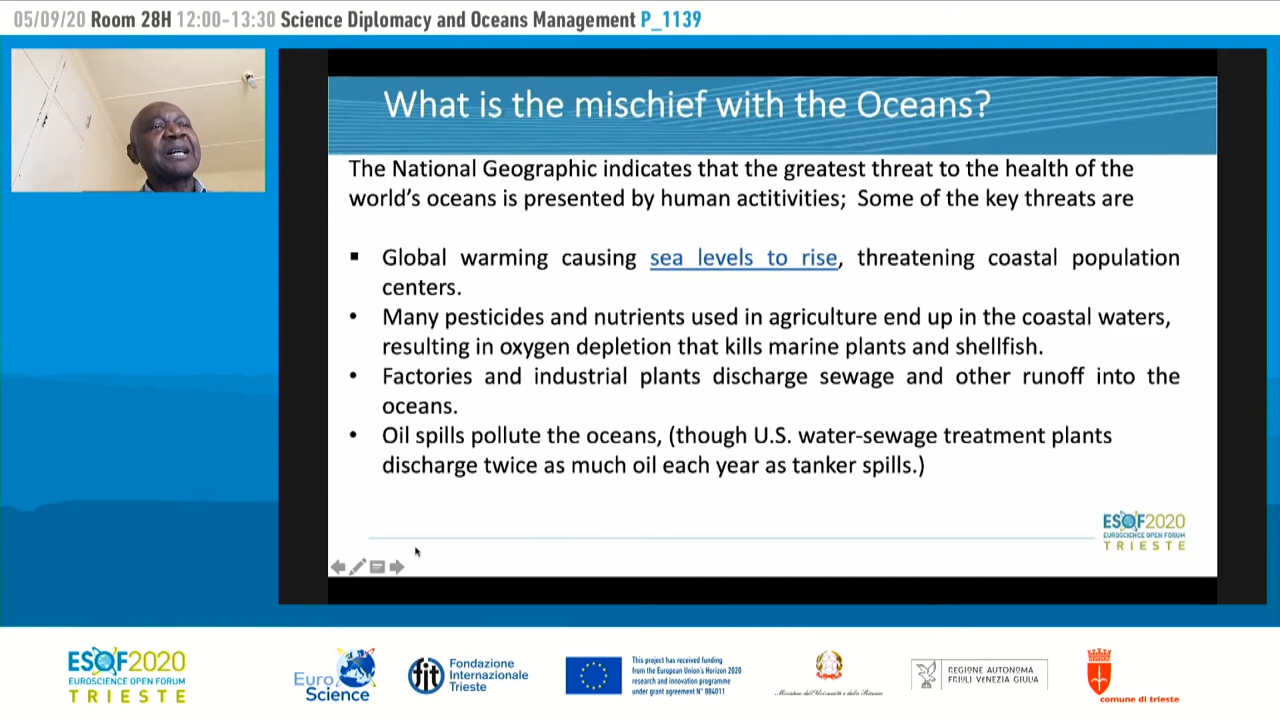 05/09/20 Room 28H 12:00-13:30 Science Diplomacy and Oceans Management P_1139
What is the mischief with the Oceans?
The National Geographic indicates that the greatest threat to the health of the
world's oceans is presented by human actitivities; Some of the key threats are
▪ Global warming causing sea levels to rise, threatening coastal population
centers.
• Many pesticides and nutrients used in agriculture end up in the coastal waters,
resulting in oxygen depletion that kills marine plants and shellfish.
• Factories and industrial plants discharge sewage and other runoff into the
oceans.
• Oil spills pollute the oceans, (though U.S. water-sewage treatment plants
discharge twice as much oil each year as tanker spills.)
ESOF2020
EUROSCIENCE OPEN FORUM
TRIESTE
ESOF2020
EUROSCIENCE OPEN FORUM
TRIESTE
Euro
Science
fit
Fondazione
Internazionale
Trieste
This project has received funding
from the European Union's Horizon 2020
research and innovation programme
under grant agreement N° 884011
Ministero dell'Università e della Ricerca
REGIONE AUTONOMA
FRIULI VENEZIA GIULIA
comune di trieste